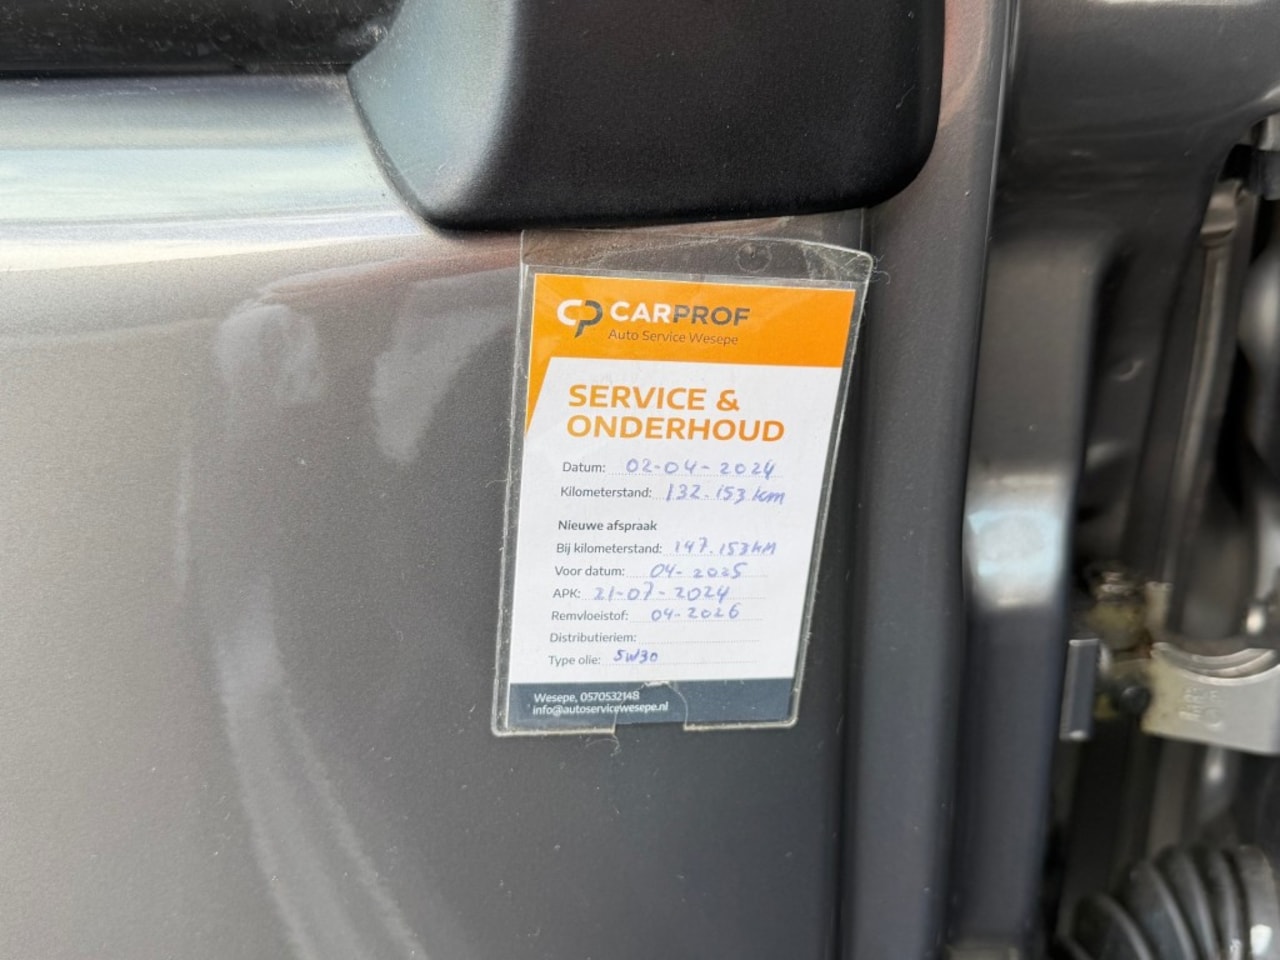 CP CARPROF
Auto Service Wesepe
SERVICE &
ONDERHOUD
Datum: 02-04-2024
Kilometerstand: 132.153 km
Nieuwe afspraak
Bij kilometerstand: 147.153 KM
Voor datum: 04-2025
APK: 21-07-2024
Remvloeistof: 04-2026
Distributieriem:
Type olie: 5W30
Wesepe, 0570532148
info@autoservicewesepe.nl